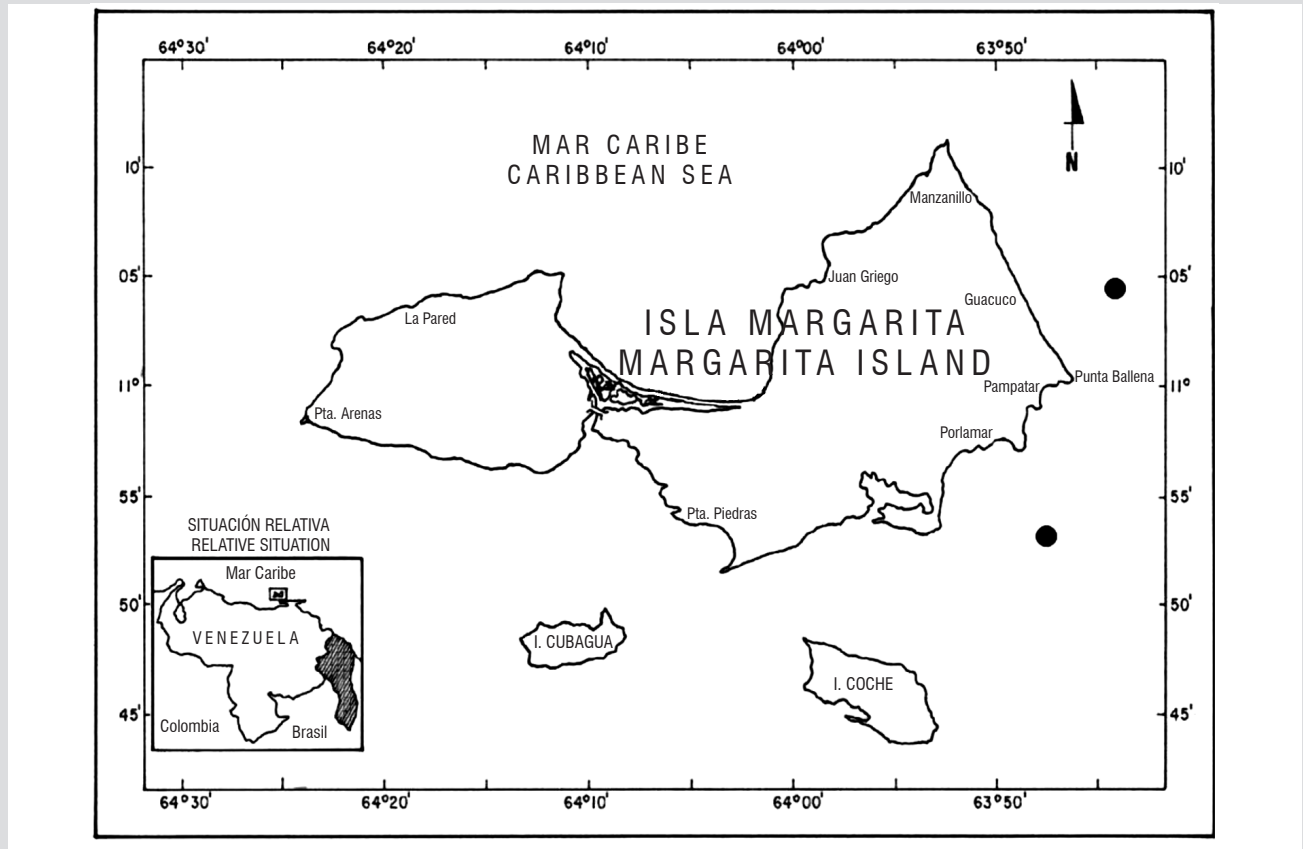 64°30' 64°20' 64°10' 64°00' 63°50'
MAR CARIBE
CARIBBEAN SEA
N
10' 10'
Manzanillo
05' 05'
Juan Griego
Guacuco
La Pared
ISLA MARGARITA
MARGARITA ISLAND
Punta Ballena
11° 11°
Pampatar
Pta. Arenas
Porlamar
55' 55'
Pta. Piedras
SITUACIÓN RELATIVA
RELATIVE SITUATION
Mar Caribe
50' 50'
VENEZUELA
I. CUBAGUA
I. COCHE
45' 45'
Colombia
Brasil
64°30' 64°20' 64°10' 64°00' 63°50'